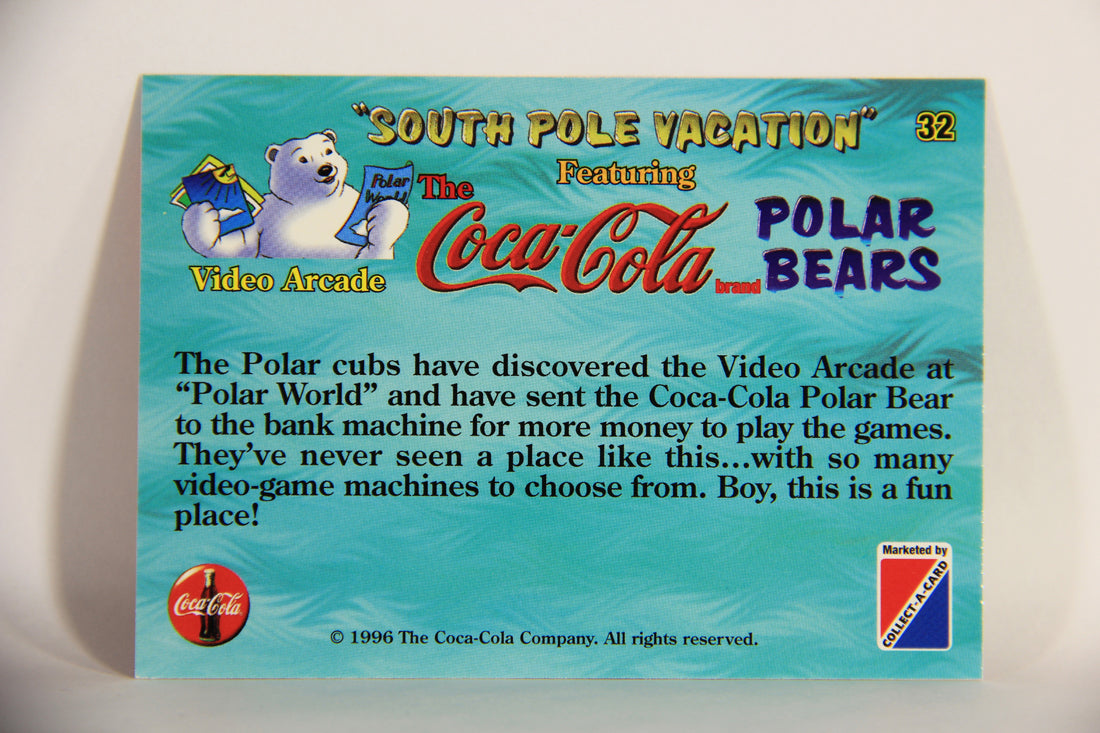 "SOUTH POLE VACATION"
32
Featuring
Polar
World
The
Coca-Cola
brand
POLAR
BEARS
Video Arcade
The Polar cubs have discovered the Video Arcade at
“Polar World” and have sent the Coca-Cola Polar Bear
to the bank machine for more money to play the games.
They’ve never seen a place like this...with so many
video-game machines to choose from. Boy, this is a fun
place!
Marketed by
COLLECT-A-CARD
Coca-Cola
© 1996 The Coca-Cola Company. All rights reserved.